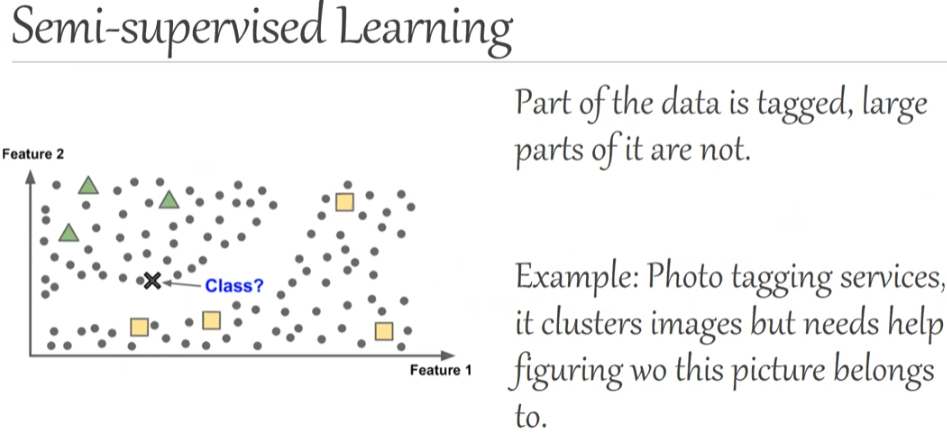 Semi-supervised Learning
Part of the data is tagged, large
parts of it are not.
Feature 2
Class?
Feature 1
Example: Photo tagging services,
it clusters images but needs help
figuring wo this picture belongs
to.